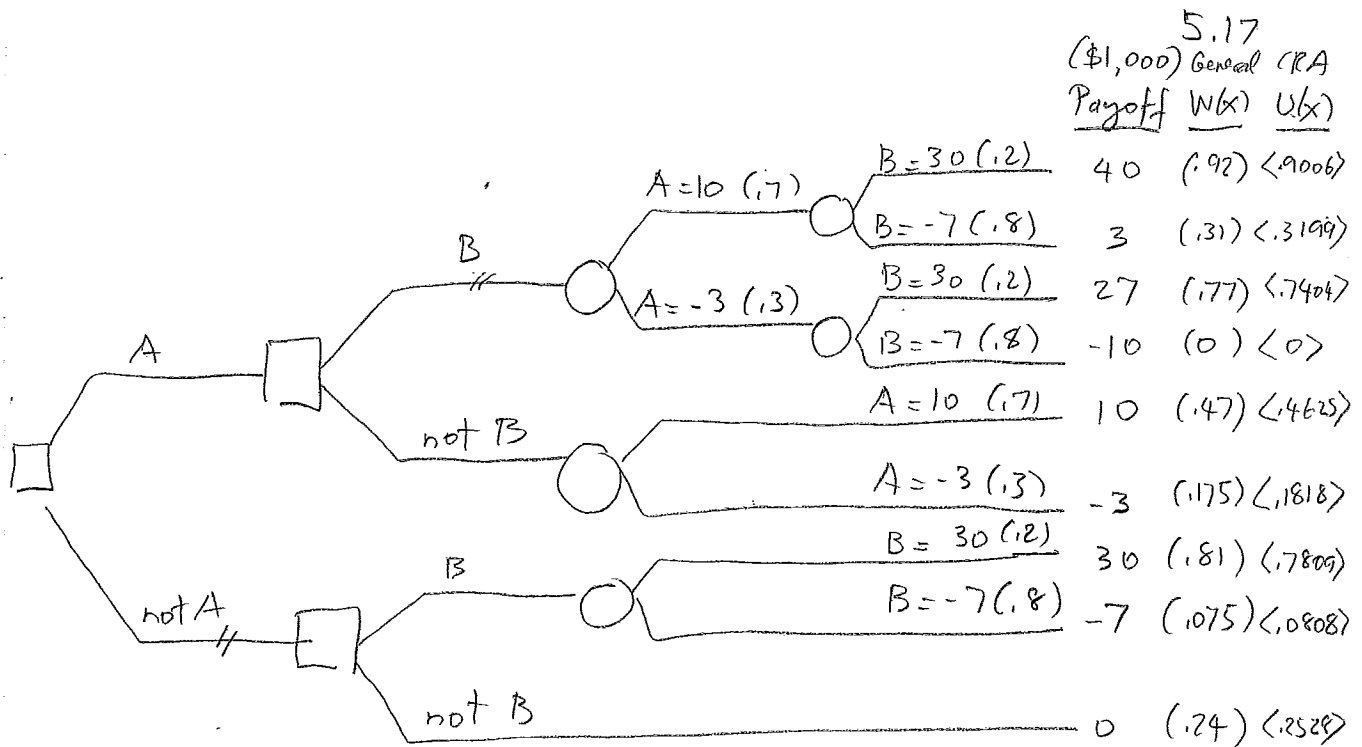 5.17
($1,000) General CRA
Payoff W(x) U(x)
B = 30 (.2) 40 (.92) <.9006>
A = 10 (.7)
B = -7 (.8) 3 (.31) <.3199>
B
B = 30 (.2) 27 (.77) <.7404>
A = -3 (.3)
B = -7 (.8) -10 (0) <0>
A
A = 10 (.7) 10 (.47) <.4625>
not B
A = -3 (.3) -3 (.175) <.1818>
B = 30 (.2) 30 (.81) <.7809>
B
B = -7 (.8) -7 (.075) <.0808>
not A
not B 0 (.24) <.2528>